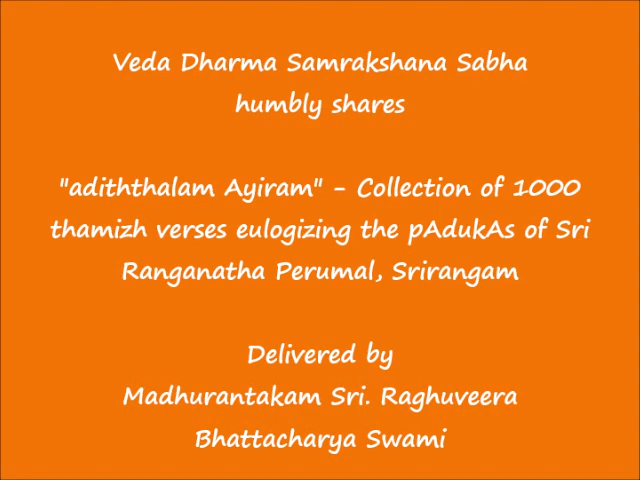 Veda Dharma Samrakshana Sabha
humbly shares
"adiththalam Ayiram" - Collection of 1000
thamizh verses eulogizing the pAdukAs of Sri
Ranganatha Perumal, Srirangam
Delivered by
Madhurantakam Sri. Raghuveera
Bhattacharya Swami